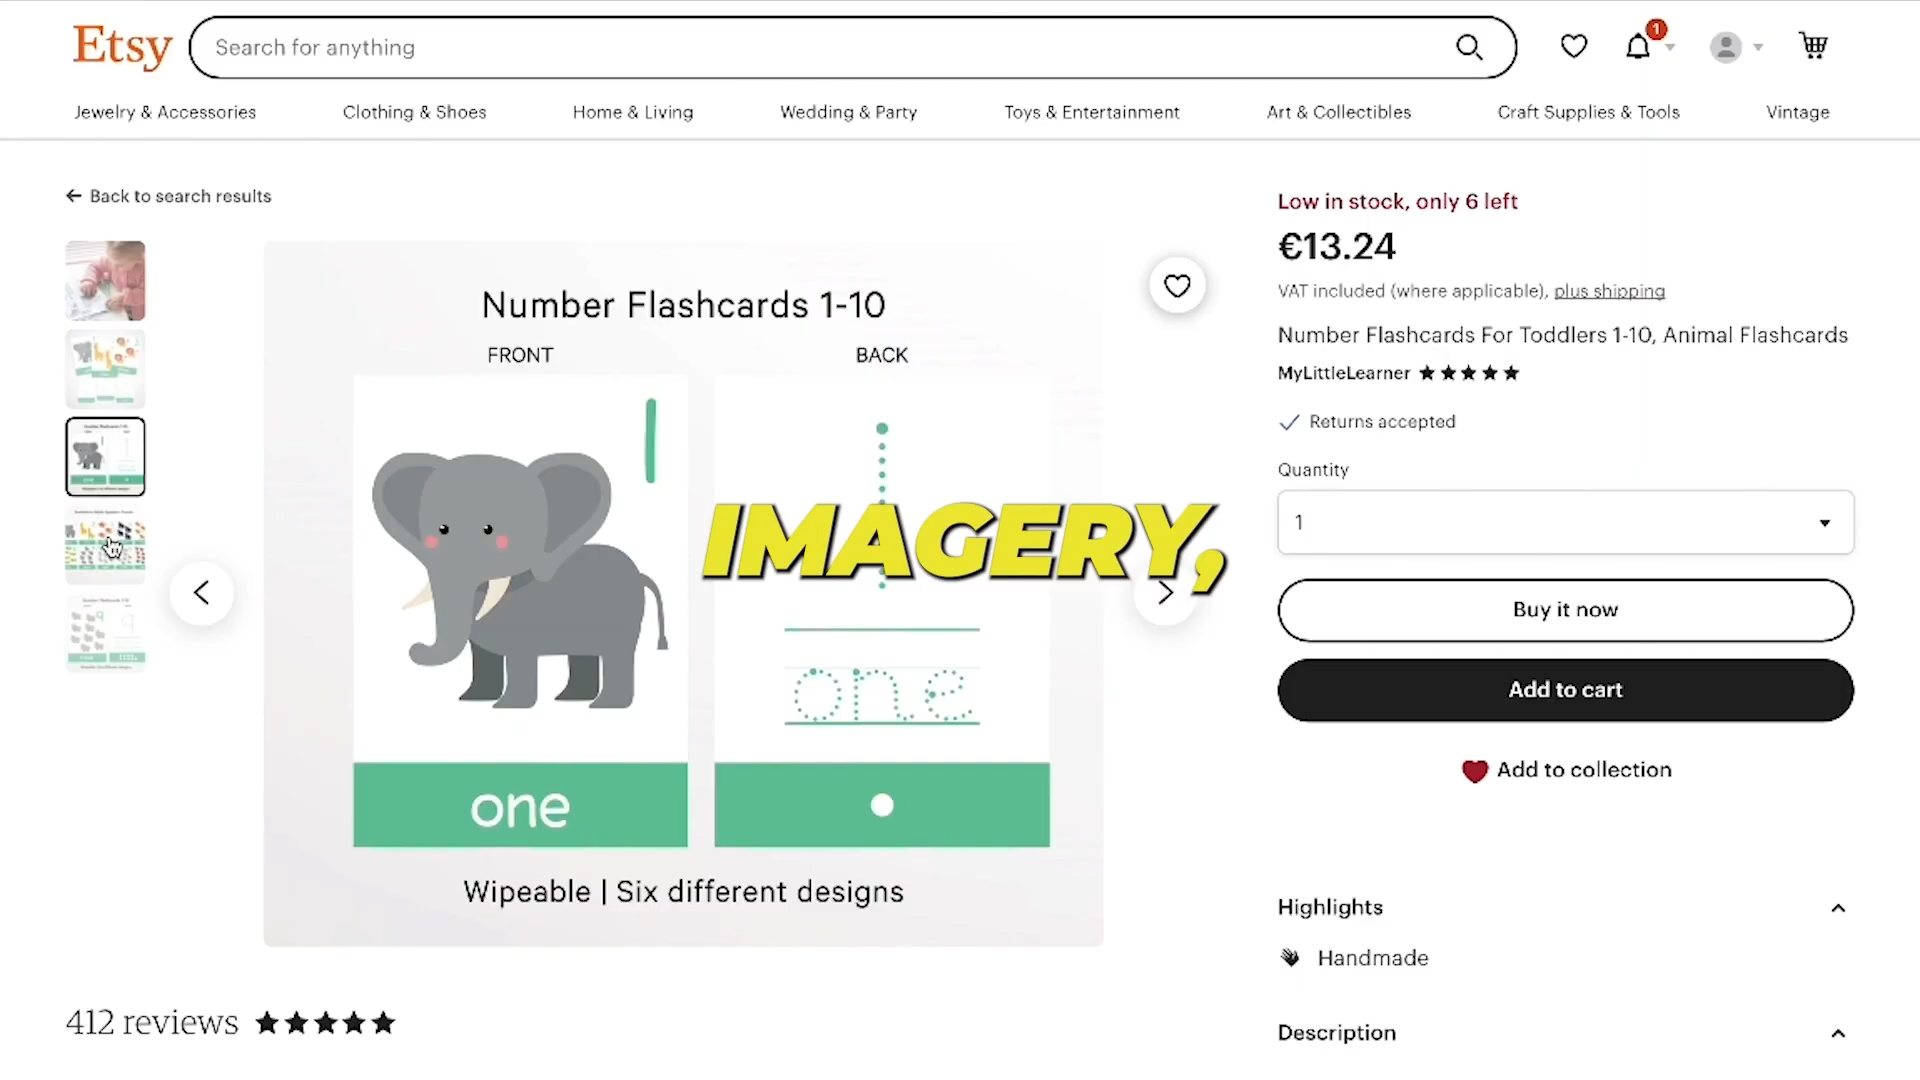 Etsy
Search for anything
1
Jewelry & Accessories
Clothing & Shoes
Home & Living
Wedding & Party
Toys & Entertainment
Art & Collectibles
Craft Supplies & Tools
Vintage
Back to search results
Number Flashcards 1-10
FRONT
BACK
1
one
one
Wipeable | Six different designs
IMAGERY,
Low in stock, only 6 left
€13.24
VAT included (where applicable), plus shipping
Number Flashcards For Toddlers 1-10, Animal Flashcards
MyLittleLearner
Returns accepted
Quantity
1
Buy it now
Add to cart
Add to collection
Highlights
Handmade
Description
412 reviews